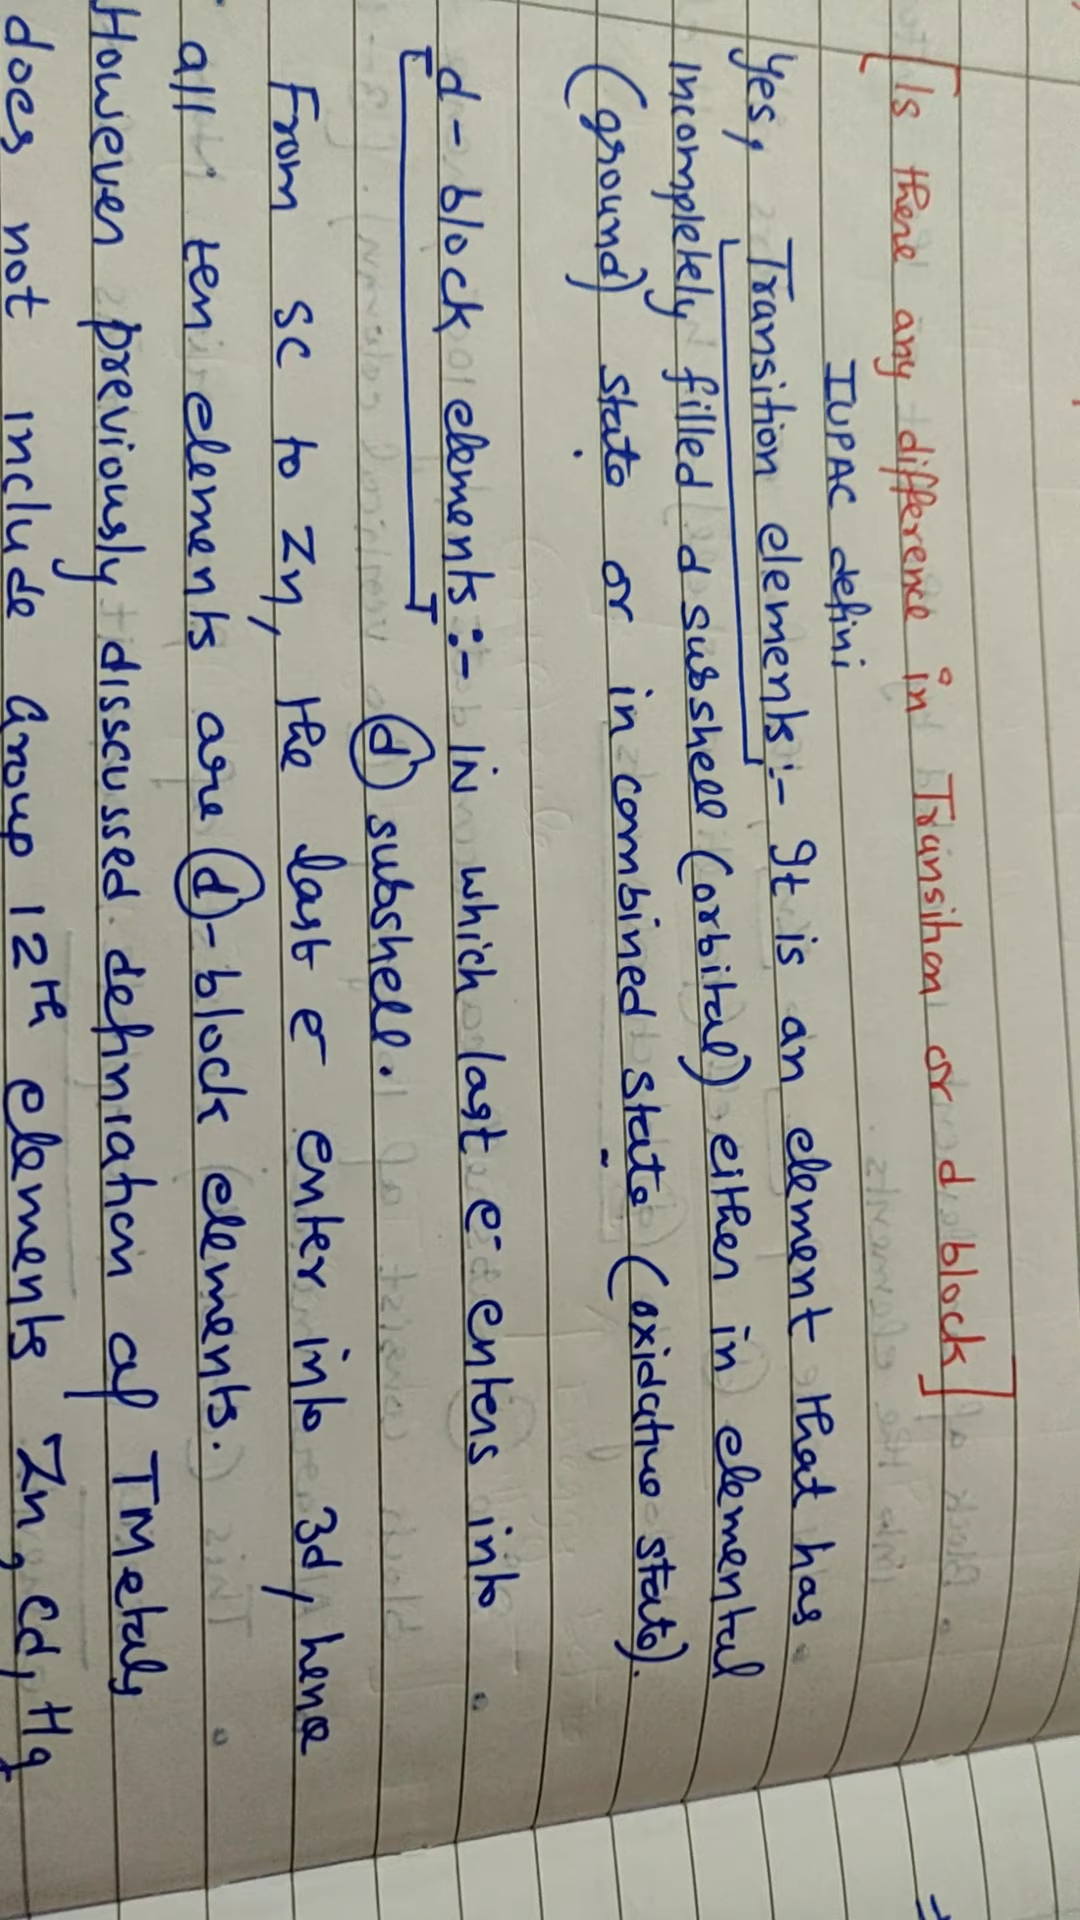 [Is there any difference in Transition or d block]
IUPAC defini
Yes, Transition elements :- It is an element that has
incompletely filled d subshell (orbital) either in elemental
(ground) state or in combined state (oxidative state).
d-block elements :- IN which last e⁻ enters into
d subshell.
From sc to Zn, the last e⁻ enter into 3d, hence
all ten elements are d-block elements.
However previously disscussed definiation of TMetals
does not include Group 12th elements Zn, Cd, Hg